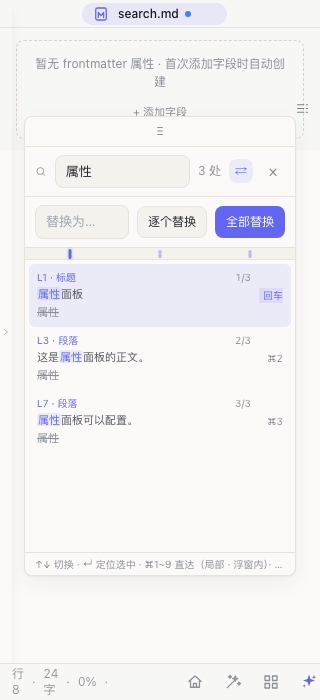 search.md
暂无 frontmatter 属性 · 首次添加字段时自动创
建
+ 添加字段
属性
3 处
替换为...
逐个替换
全部替换
L1 · 标题
1/3
属性面板
回车
属性
L3 · 段落
2/3
这是属性面板的正文。
⌘2
属性
L7 · 段落
3/3
属性面板可以配置。
⌘3
属性
↑↓ 切换 · ↵ 定位选中 · ⌘1~9 直达（局部 · 浮窗内）· ...
行 8 · 24 字 · 0% ·